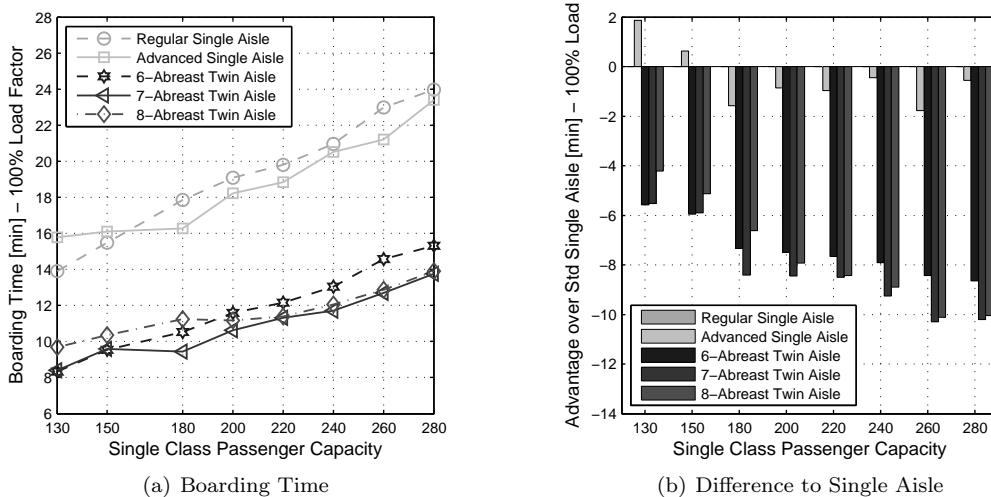 28
26
24
22
20
18
16
14
12
10
8
6
Boarding Time [min] − 100% Load Factor
Regular Single Aisle
Advanced Single Aisle
6−Abreast Twin Aisle
7−Abreast Twin Aisle
8−Abreast Twin Aisle
130 150 180 200 220 240 260 280
Single Class Passenger Capacity
(a) Boarding Time
2
0
−2
−4
−6
−8
−10
−12
−14
Advantage over Std Single Aisle [min] − 100% Load
Regular Single Aisle
Advanced Single Aisle
6−Abreast Twin Aisle
7−Abreast Twin Aisle
8−Abreast Twin Aisle
130 150 180 200 220 240 260 280
Single Class Passenger Capacity
(b) Difference to Single Aisle